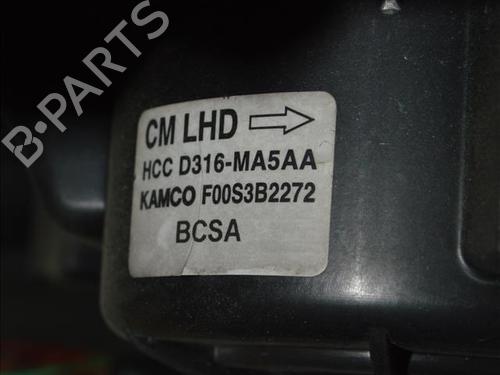 B-PARTS
CM LHD
HCC D316-MA5AA
KAMCO F00S3B2272
BCSA